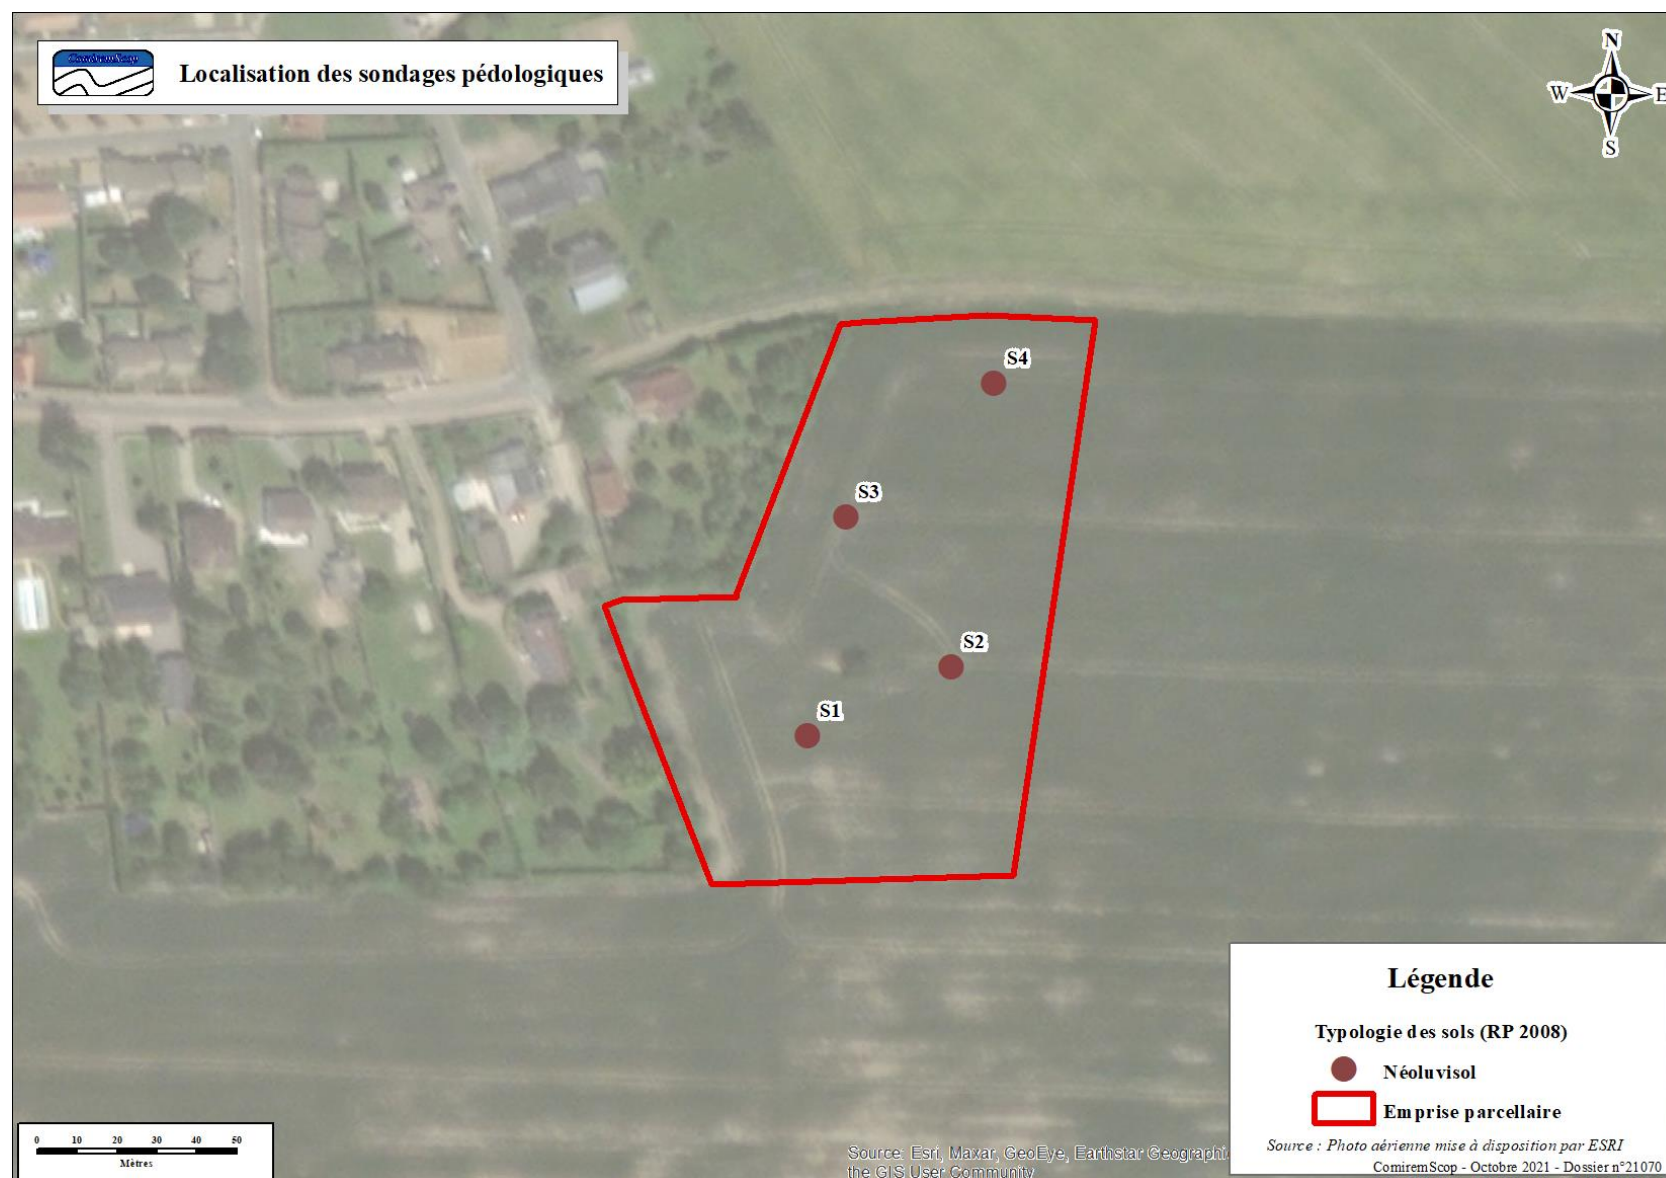 ComiremScop
Localisation des sondages pédologiques
N
W E
S
S4
S3
S2
S1
Légende
Typologie des sols (RP 2008)
Néoluvisol
Emprise parcellaire
Source : Photo aérienne mise à disposition par ESRI
ComiremScop - Octobre 2021 - Dossier n°21070
0 10 20 30 40 50
Mètres
Source: Esri, Maxar, GeoEye, Earthstar Geographi
the GIS User Community